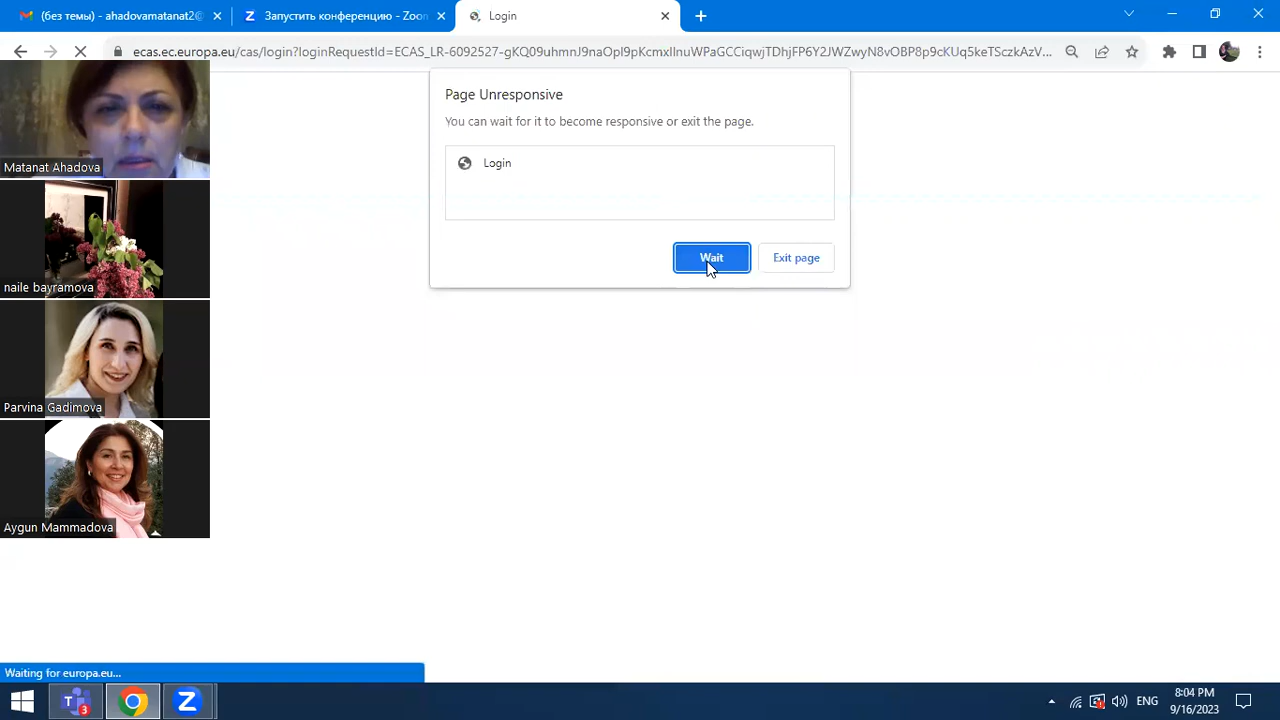 (без темы) - ahadovamatanat2@
Запустить конференцию - Zoom
Login
ecas.ec.europa.eu/cas/login?loginRequestId=ECAS_LR-6092527-gKQ09uhmnJ9naOpI9pKcmxIlnuWPaGCCiqwjTDhjFP6Y2JWZwyN8vOBP8p9cKUq5keTSczkAzV...
Page Unresponsive
You can wait for it to become responsive or exit the page.
Login
Wait
Exit page
Matanat Ahadova
naile bayramova
Parvina Gadimova
Aygun Mammadova
Waiting for europa.eu...
3
ENG
8:04 PM
9/16/2023